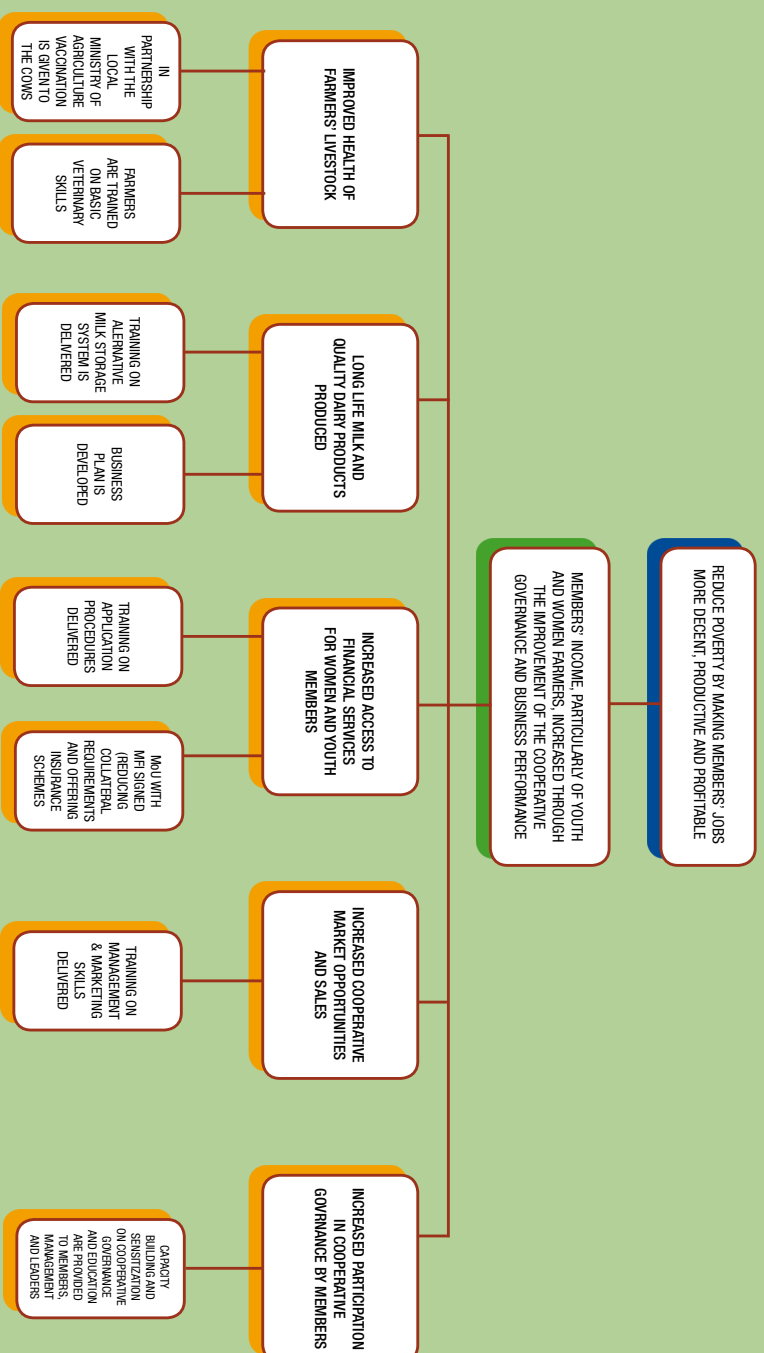 REDUCE POVERTY BY MAKING MEMBERS' JOBS
MORE DECENT, PRODUCTIVE AND PROFITABLE
MEMBERS' INCOME, PARTICULARLY OF YOUTH
AND WOMEN FARMERS, INCREASED THROUGH
THE IMPROVEMENT OF THE COOPERATIVE
GOVERNANCE AND BUSINESS PERFORMANCE
IMPROVED HEALTH OF
FARMERS' LIVESTOCK
LONG LIFE MILK AND
QUALITY DAIRY PRODUCTS
PRODUCED
INCREASED ACCESS TO
FINANCIAL SERVICES
FOR WOMEN AND YOUTH
MEMBERS
INCREASED COOPERATIVE
MARKET OPPORTUNITIES
AND SALES
INCREASED PARTICIPATION
IN COOPERATIVE
GOVRNANCE BY MEMBERS
IN
PARTNERSHIP
WITH THE
LOCAL
MINISTRY OF
AGRICULTURE
VACCINATION
IS GIVEN TO
THE COWS
FARMERS
ARE TRAINED
ON BASIC
VETERINARY
SKILLS
TRAINING ON
ALERNATIVE
MILK STORAGE
SYSTEM IS
DELIVERED
BUSINESS
PLAN IS
DEVELOPED
TRAINING ON
APPLICATION
PROCEDURES
DELIVERED
MoU WITH
MFI SIGNED
(REDUCING
COLLATERAL
REQUIREMENTS
AND OFFERING
INSURANCE
SCHEMES
TRAINING ON
MANAGEMENT
& MARKETING
SKILLS
DELIVERED
CAPACITY
BUILDING AND
SENSITIZATION
ON COOPERATIVE
GOVERNANCE
AND EDUCATION
ARE PROVIDED
TO MEMBERS,
MANAGEMENT
AND LEADERS